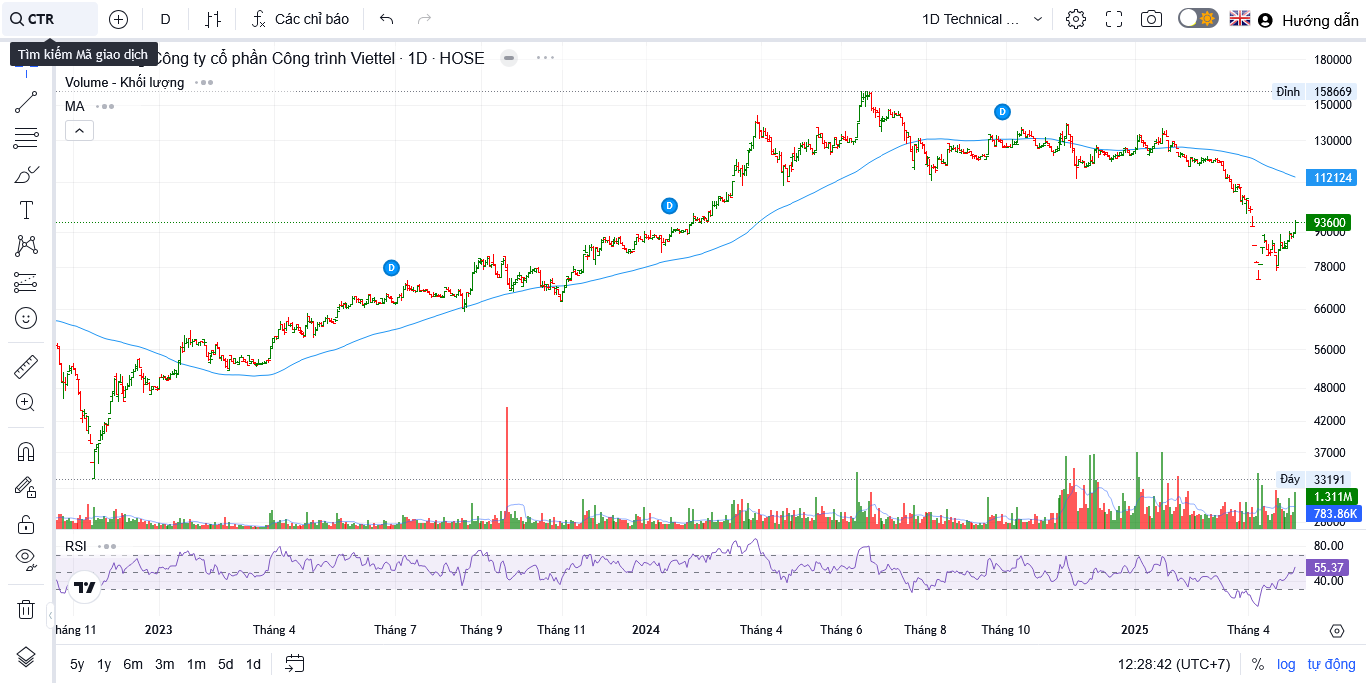 CTR
D
Các chỉ báo
1D Technical ...
Hướng dẫn
Tìm kiếm Mã giao dịch
Công ty cổ phần Công trình Viettel · 1D · HOSE
Volume - Khối lượng
MA
D
D
D
180000
Đỉnh 158669
150000
130000
112124
93600
90000
78000
66000
56000
48000
42000
37000
Đáy 33191
1.311M
783.86K
RSI
80.00
55.37
40.00
háng 11 2023 Tháng 4 Tháng 7 Tháng 9 Tháng 11 2024 Tháng 4 Tháng 6 Tháng 8 Tháng 10 2025 Tháng 4
5y 1y 6m 3m 1m 5d 1d
12:28:42 (UTC+7) % log tự động